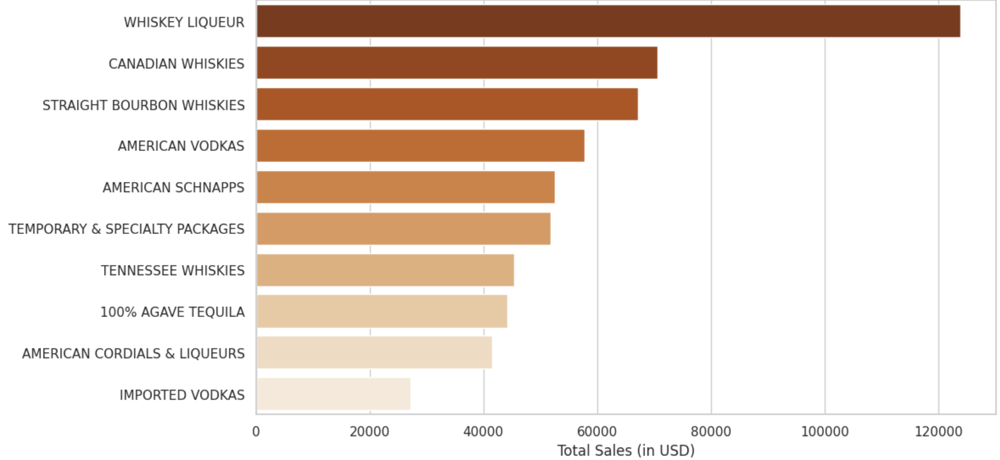 WHISKEY LIQUEUR
CANADIAN WHISKIES
STRAIGHT BOURBON WHISKIES
AMERICAN VODKAS
AMERICAN SCHNAPPS
TEMPORARY & SPECIALTY PACKAGES
TENNESSEE WHISKIES
100% AGAVE TEQUILA
AMERICAN CORDIALS & LIQUEURS
IMPORTED VODKAS
0 20000 40000 60000 80000 100000 120000
Total Sales (in USD)